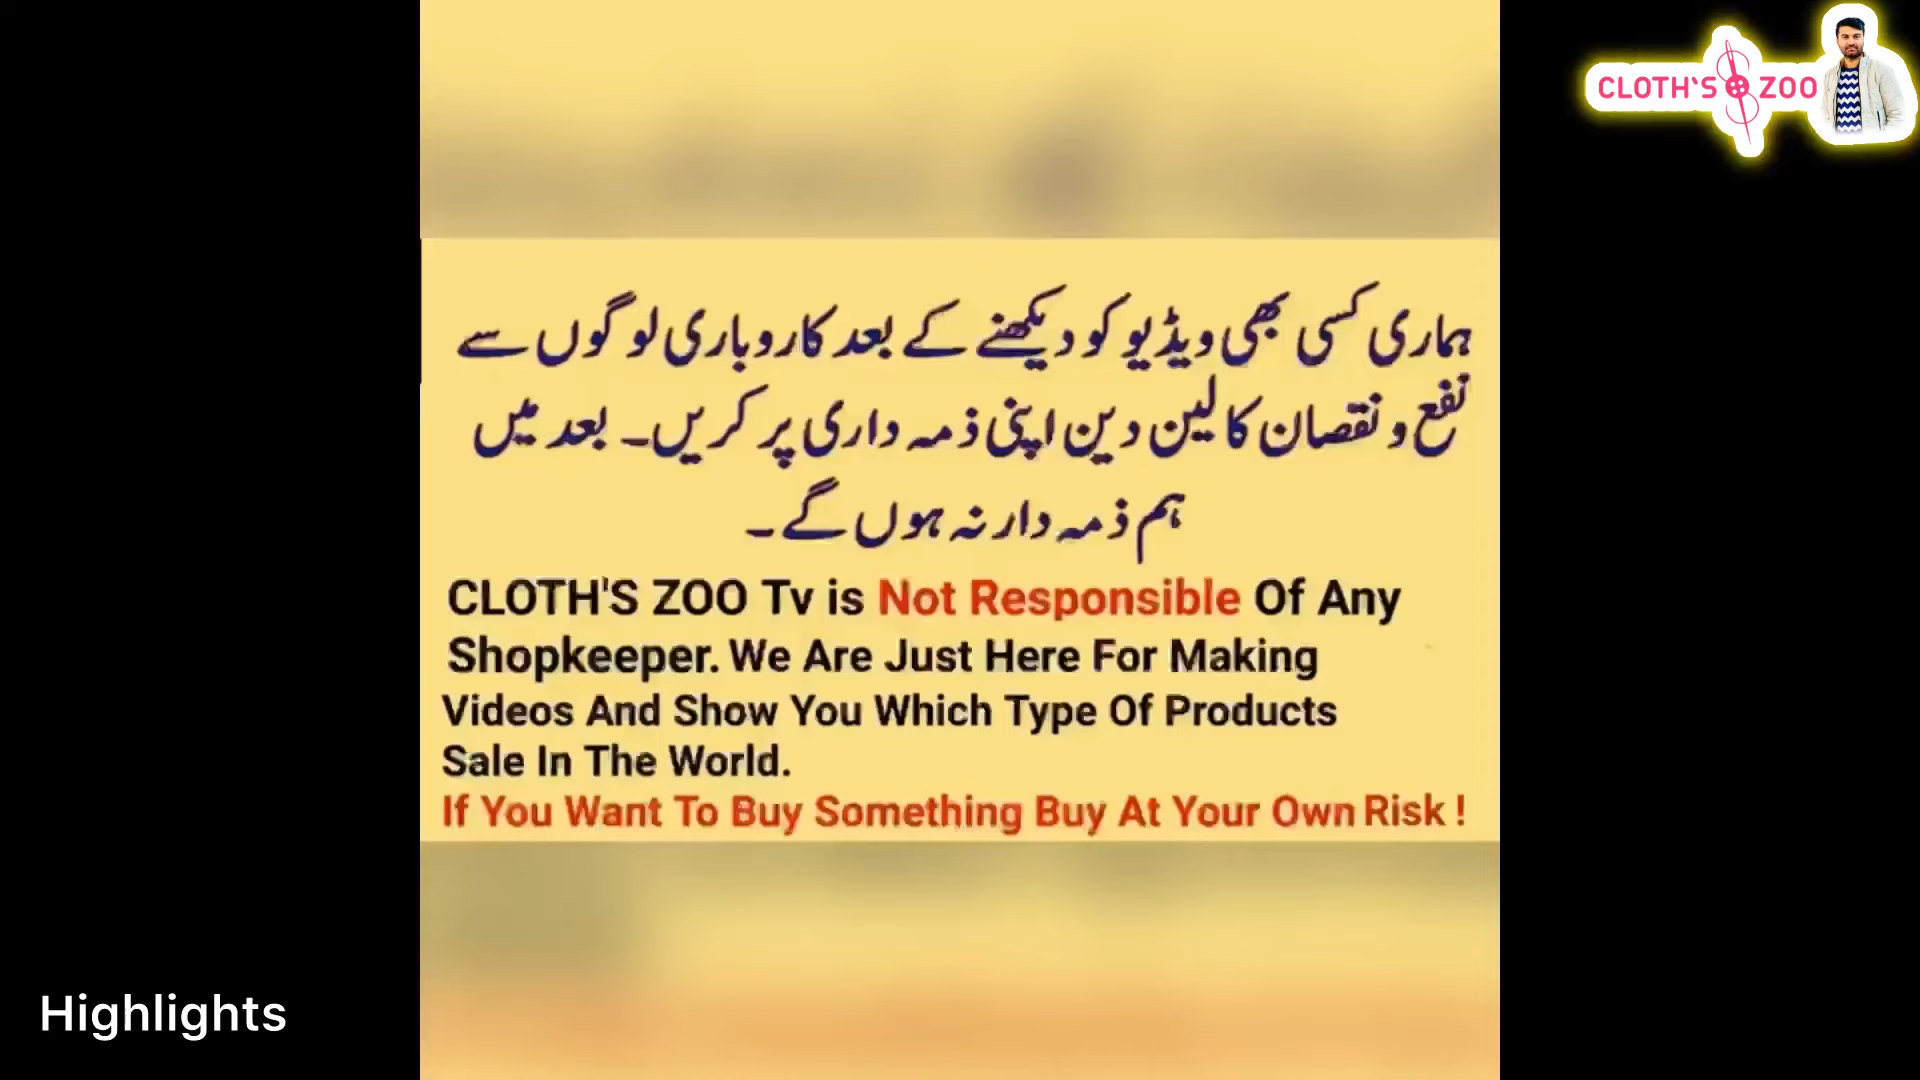 CLOTH'S ZOO
ہماری کسی بھی ویڈیو کو دیکھنے کے بعد کاروباری لوگوں سے
نفع و نقصان کا لین دین اپنی ذمہ داری پر کریں۔ بعد میں
ہم ذمہ دار نہ ہوں گے۔
CLOTH'S ZOO Tv is Not Responsible Of Any
Shopkeeper. We Are Just Here For Making
Videos And Show You Which Type Of Products
Sale In The World.
If You Want To Buy Something Buy At Your Own Risk !
Highlights